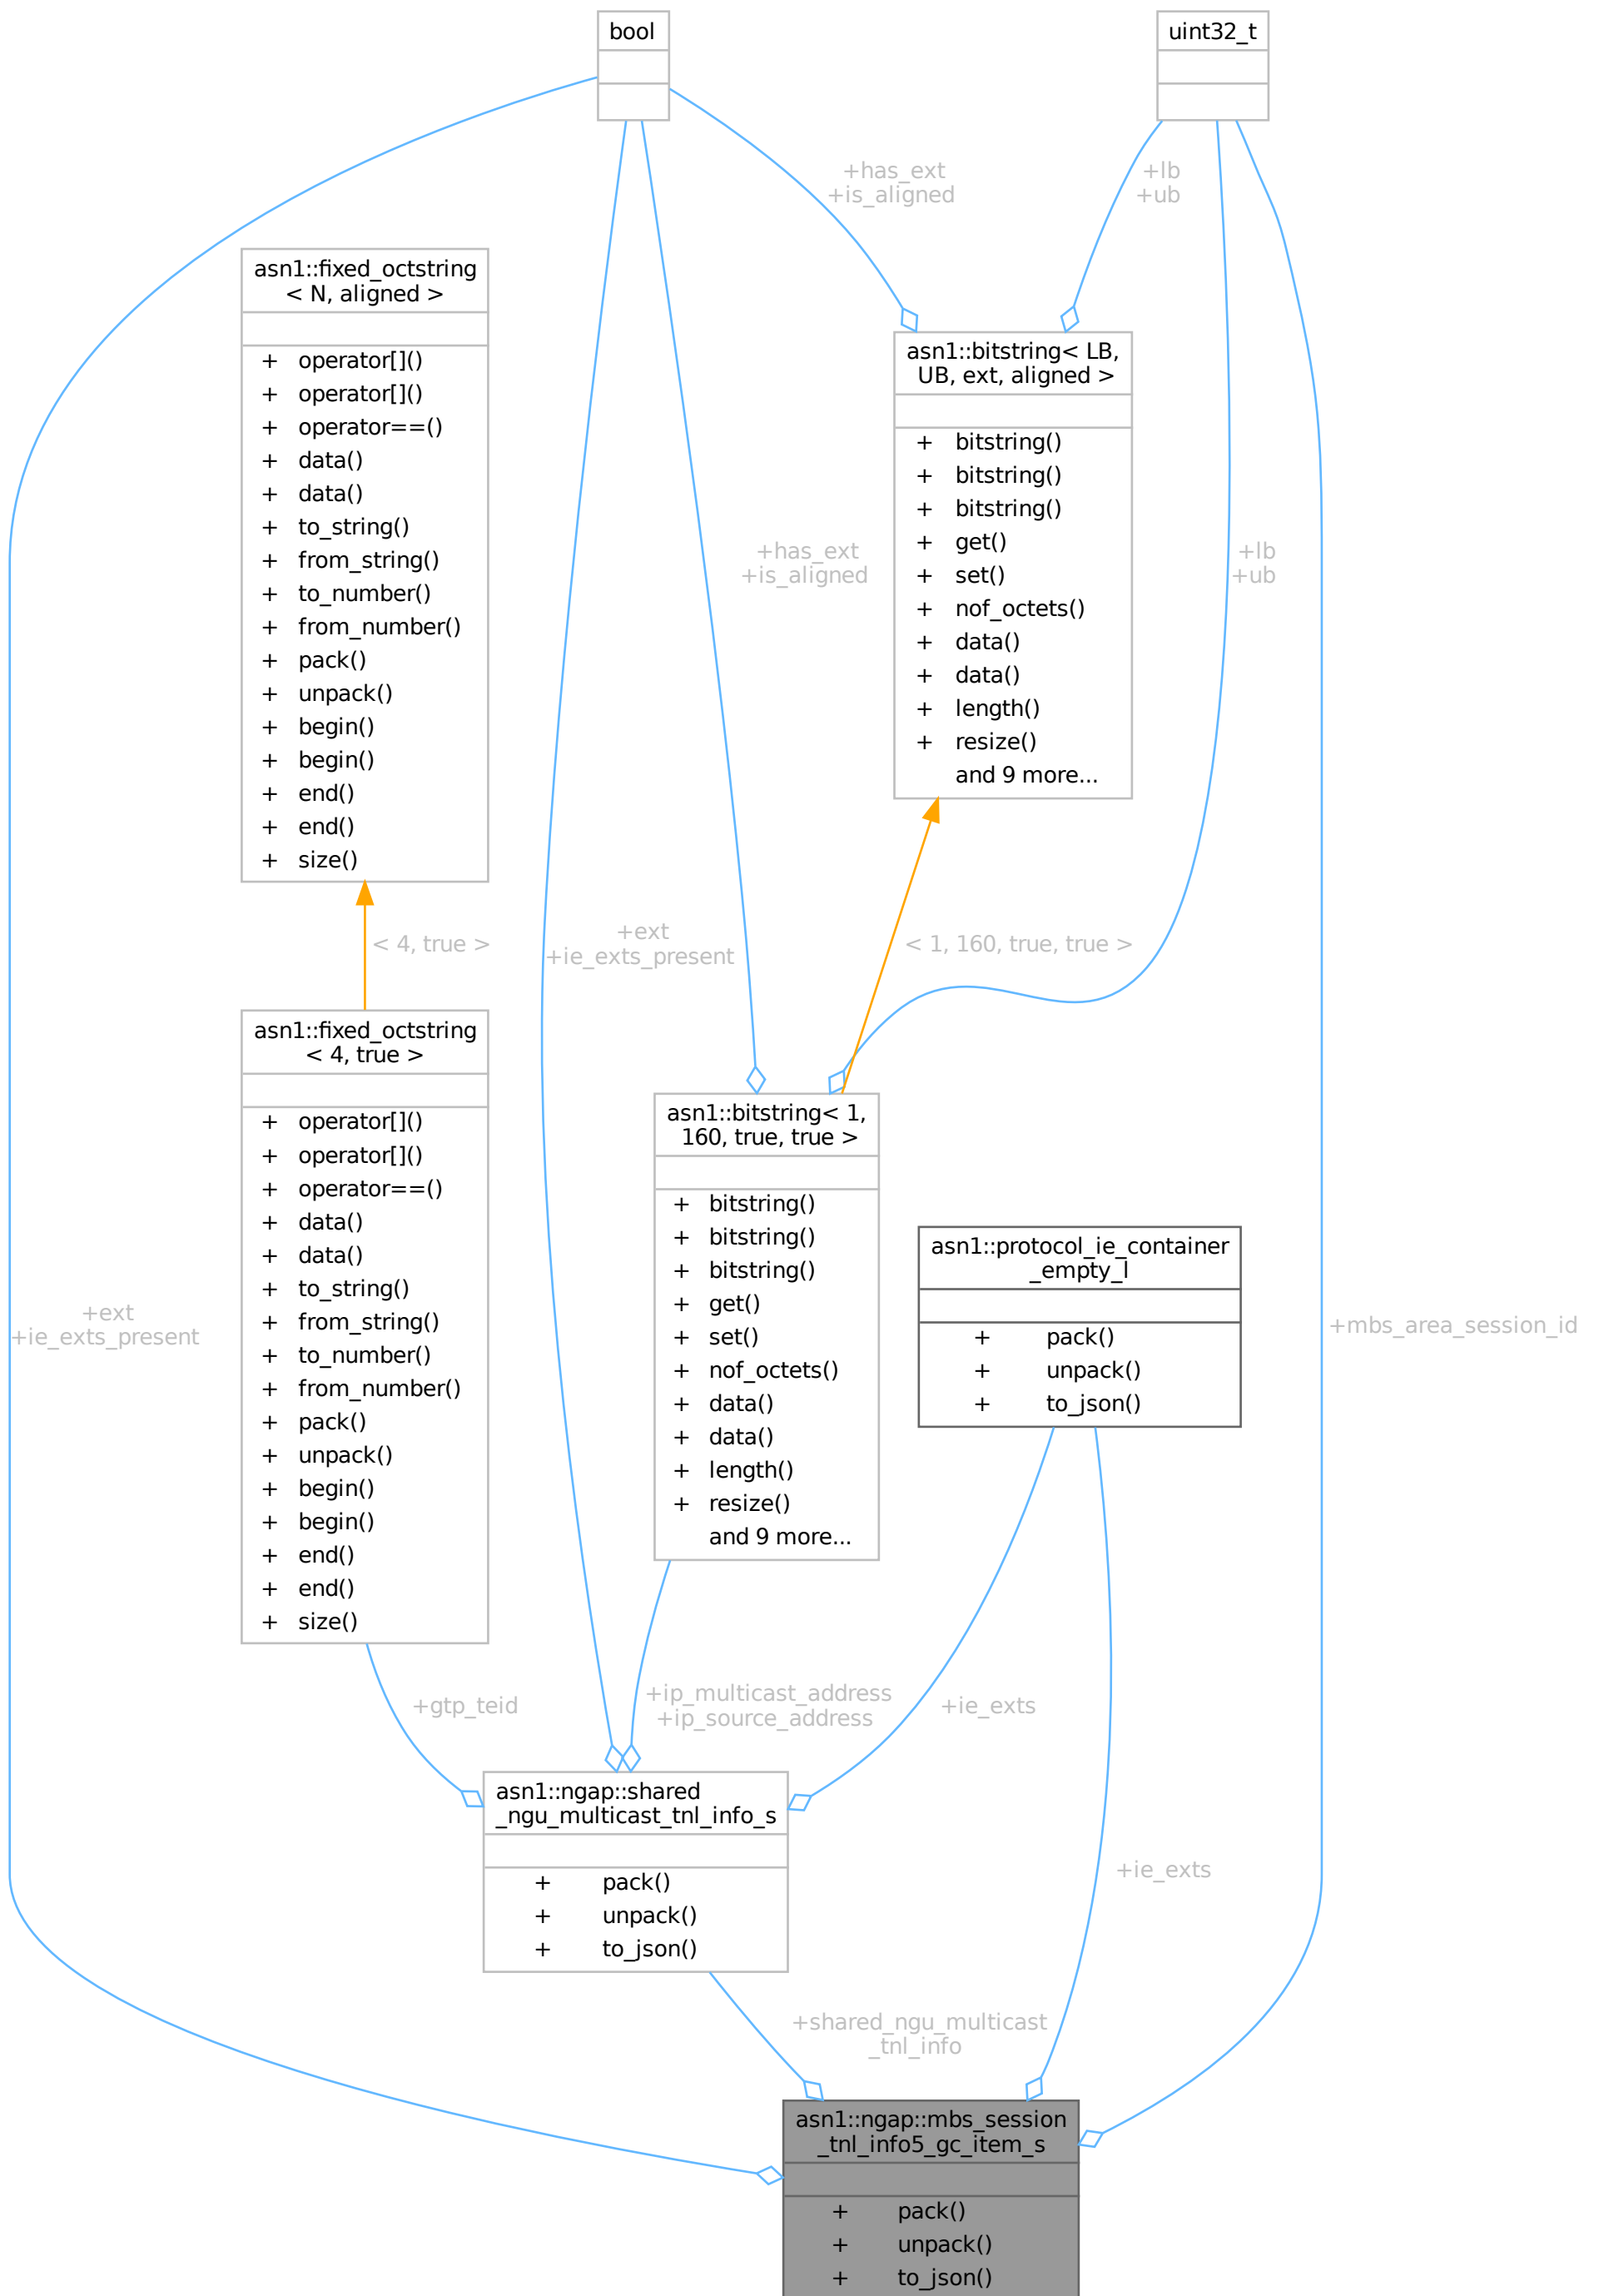 bool
uint32_t
+has_ext
+is_aligned
+lb
+ub
asn1::fixed_octstring
< N, aligned >
+ operator[]()
+ operator[]()
+ operator==()
+ data()
+ data()
+ to_string()
+ from_string()
+ to_number()
+ from_number()
+ pack()
+ unpack()
+ begin()
+ begin()
+ end()
+ end()
+ size()
asn1::bitstring< LB,
UB, ext, aligned >
+ bitstring()
+ bitstring()
+ bitstring()
+ get()
+ set()
+ nof_octets()
+ data()
+ data()
+ length()
+ resize()
and 9 more...
+has_ext
+is_aligned
+lb
+ub
+ext
+ie_exts_present
< 4, true >
< 1, 160, true, true >
asn1::fixed_octstring
< 4, true >
+ operator[]()
+ operator[]()
+ operator==()
+ data()
+ data()
+ to_string()
+ from_string()
+ to_number()
+ from_number()
+ pack()
+ unpack()
+ begin()
+ begin()
+ end()
+ end()
+ size()
asn1::bitstring< 1,
160, true, true >
+ bitstring()
+ bitstring()
+ bitstring()
+ get()
+ set()
+ nof_octets()
+ data()
+ data()
+ length()
+ resize()
and 9 more...
asn1::protocol_ie_container
_empty_l
+ pack()
+ unpack()
+ to_json()
+ext
+ie_exts_present
+mbs_area_session_id
+gtp_teid
+ip_multicast_address
+ip_source_address
+ie_exts
asn1::ngap::shared
_ngu_multicast_tnl_info_s
+ pack()
+ unpack()
+ to_json()
+ie_exts
+shared_ngu_multicast
_tnl_info
asn1::ngap::mbs_session
_tnl_info5_gc_item_s
+ pack()
+ unpack()
+ to_json()